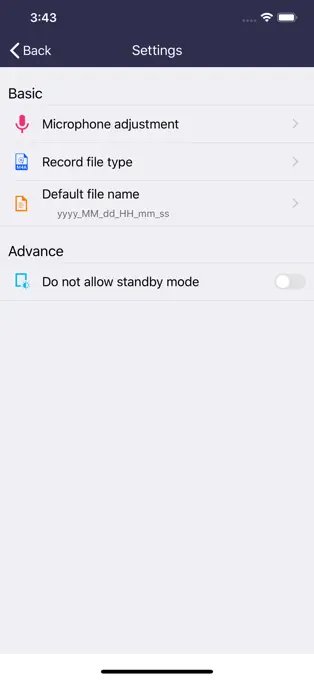 3:43
Back
Settings
Basic
Microphone adjustment
Record file type
Default file name
yyyy_MM_dd_HH_mm_ss
Advance
Do not allow standby mode